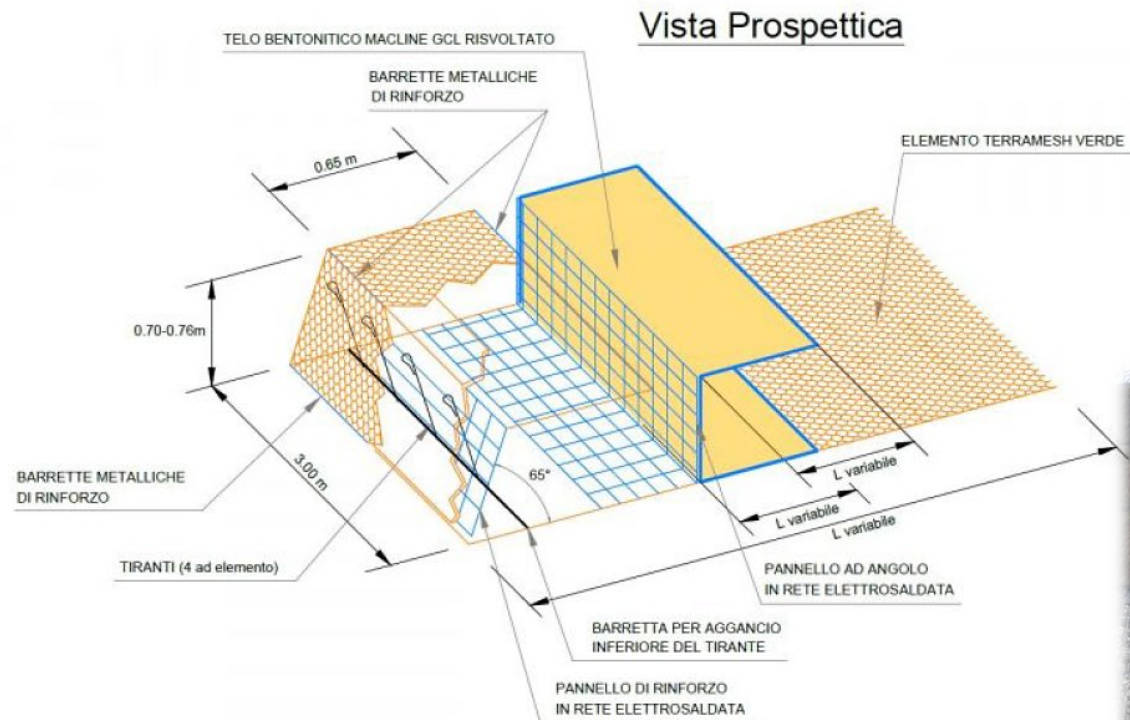 Vista Prospettica
TELO BENTONITICO MACLINE GCL RISVOLTATO
BARRETTE METALLICHE
DI RINFORZO
ELEMENTO TERRAMESH VERDE
0.65 m
0.70-0.76m
3.00 m
65°
L variabile
L variabile
L variabile
BARRETTE METALLICHE
DI RINFORZO
TIRANTI (4 ad elemento)
PANNELLO AD ANGOLO
IN RETE ELETTROSALDATA
BARRETTA PER AGGANCIO
INFERIORE DEL TIRANTE
PANNELLO DI RINFORZO
IN RETE ELETTROSALDATA